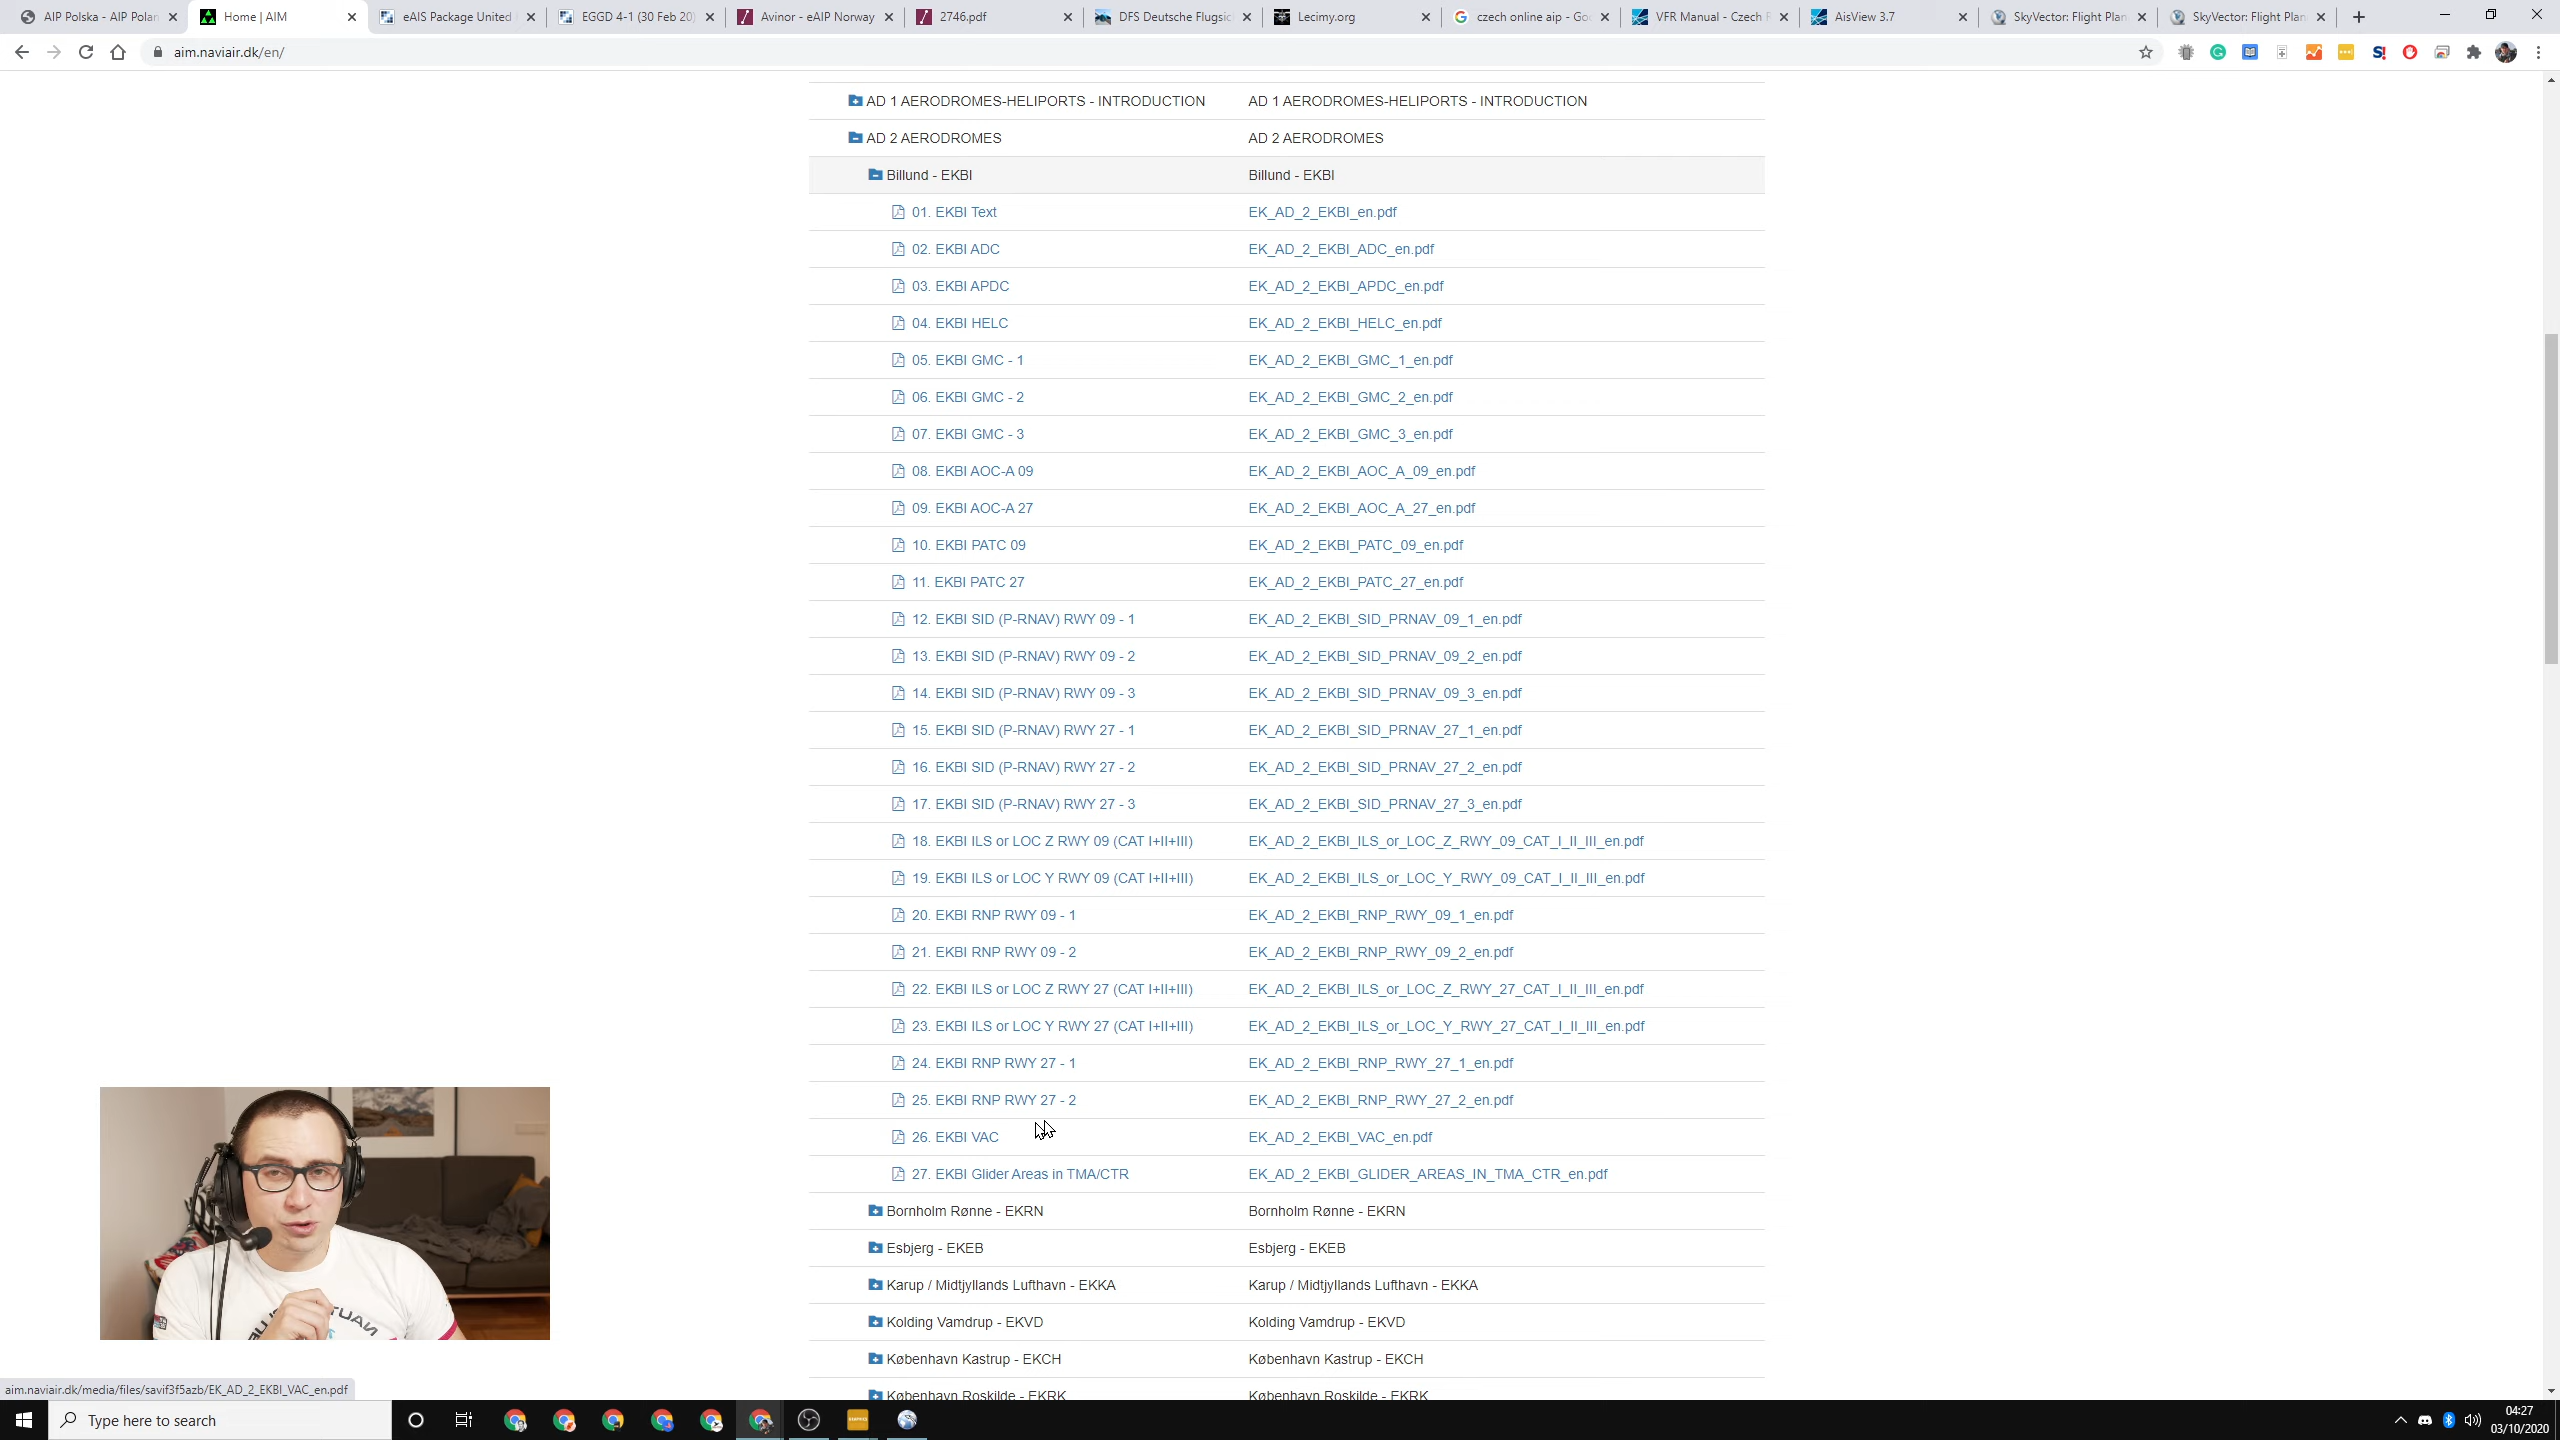 AIP Polska - AIP Polan
Home | AIM
eAIS Package United
EGGD 4-1 (30 Feb 20)
Avinor - eAIP Norway
2746.pdf
DFS Deutsche Flugsic
Lecimy.org
czech online aip - Goo
VFR Manual - Czech R
AisView 3.7
SkyVector: Flight Plan
SkyVector: Flight Plan
aim.naviair.dk/en/
AD 1 AERODROMES-HELIPORTS - INTRODUCTION AD 1 AERODROMES-HELIPORTS - INTRODUCTION
AD 2 AERODROMES AD 2 AERODROMES
Billund - EKBI Billund - EKBI
01. EKBI Text EK_AD_2_EKBI_en.pdf
02. EKBI ADC EK_AD_2_EKBI_ADC_en.pdf
03. EKBI APDC EK_AD_2_EKBI_APDC_en.pdf
04. EKBI HELC EK_AD_2_EKBI_HELC_en.pdf
05. EKBI GMC - 1 EK_AD_2_EKBI_GMC_1_en.pdf
06. EKBI GMC - 2 EK_AD_2_EKBI_GMC_2_en.pdf
07. EKBI GMC - 3 EK_AD_2_EKBI_GMC_3_en.pdf
08. EKBI AOC-A 09 EK_AD_2_EKBI_AOC_A_09_en.pdf
09. EKBI AOC-A 27 EK_AD_2_EKBI_AOC_A_27_en.pdf
10. EKBI PATC 09 EK_AD_2_EKBI_PATC_09_en.pdf
11. EKBI PATC 27 EK_AD_2_EKBI_PATC_27_en.pdf
12. EKBI SID (P-RNAV) RWY 09 - 1 EK_AD_2_EKBI_SID_PRNAV_09_1_en.pdf
13. EKBI SID (P-RNAV) RWY 09 - 2 EK_AD_2_EKBI_SID_PRNAV_09_2_en.pdf
14. EKBI SID (P-RNAV) RWY 09 - 3 EK_AD_2_EKBI_SID_PRNAV_09_3_en.pdf
15. EKBI SID (P-RNAV) RWY 27 - 1 EK_AD_2_EKBI_SID_PRNAV_27_1_en.pdf
16. EKBI SID (P-RNAV) RWY 27 - 2 EK_AD_2_EKBI_SID_PRNAV_27_2_en.pdf
17. EKBI SID (P-RNAV) RWY 27 - 3 EK_AD_2_EKBI_SID_PRNAV_27_3_en.pdf
18. EKBI ILS or LOC Z RWY 09 (CAT I+II+III) EK_AD_2_EKBI_ILS_or_LOC_Z_RWY_09_CAT_I_II_III_en.pdf
19. EKBI ILS or LOC Y RWY 09 (CAT I+II+III) EK_AD_2_EKBI_ILS_or_LOC_Y_RWY_09_CAT_I_II_III_en.pdf
20. EKBI RNP RWY 09 - 1 EK_AD_2_EKBI_RNP_RWY_09_1_en.pdf
21. EKBI RNP RWY 09 - 2 EK_AD_2_EKBI_RNP_RWY_09_2_en.pdf
22. EKBI ILS or LOC Z RWY 27 (CAT I+II+III) EK_AD_2_EKBI_ILS_or_LOC_Z_RWY_27_CAT_I_II_III_en.pdf
23. EKBI ILS or LOC Y RWY 27 (CAT I+II+III) EK_AD_2_EKBI_ILS_or_LOC_Y_RWY_27_CAT_I_II_III_en.pdf
24. EKBI RNP RWY 27 - 1 EK_AD_2_EKBI_RNP_RWY_27_1_en.pdf
25. EKBI RNP RWY 27 - 2 EK_AD_2_EKBI_RNP_RWY_27_2_en.pdf
26. EKBI VAC EK_AD_2_EKBI_VAC_en.pdf
27. EKBI Glider Areas in TMA/CTR EK_AD_2_EKBI_GLIDER_AREAS_IN_TMA_CTR_en.pdf
Bornholm Rønne - EKRN Bornholm Rønne - EKRN
Esbjerg - EKEB Esbjerg - EKEB
Karup / Midtjyllands Lufthavn - EKKA Karup / Midtjyllands Lufthavn - EKKA
Kolding Vamdrup - EKVD Kolding Vamdrup - EKVD
København Kastrup - EKCH København Kastrup - EKCH
København Roskilde - EKRK København Roskilde - EKRK
aim.naviair.dk/media/files/savif3f5azb/EK_AD_2_EKBI_VAC_en.pdf
Type here to search
04:27
03/10/2020